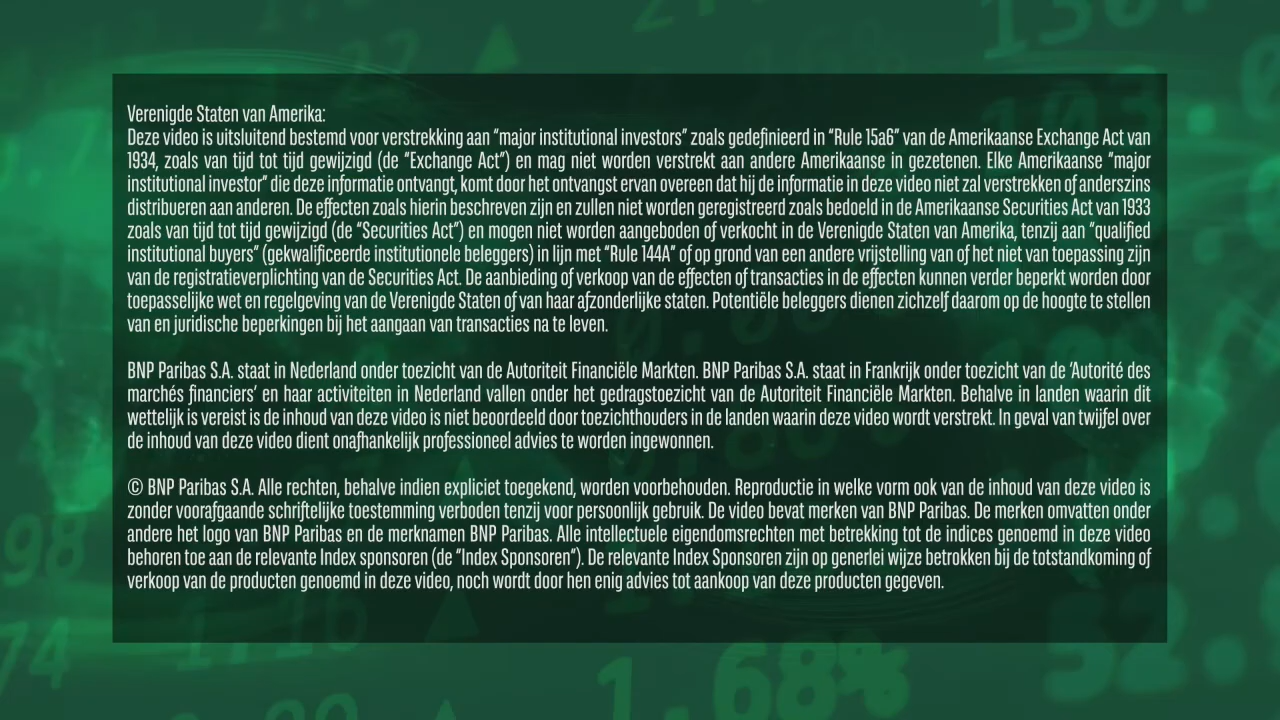 Verenigde Staten van Amerika:
Deze video is uitsluitend bestemd voor verstrekking aan “major institutional investors” zoals gedefinieerd in “Rule 15a6” van de Amerikaanse Exchange Act van
1934, zoals van tijd tot tijd gewijzigd (de “Exchange Act”) en mag niet worden verstrekt aan andere Amerikaanse in gezetenen. Elke Amerikaanse “major
institutional investor” die deze informatie ontvangt, komt door het ontvangst ervan overeen dat hij de informatie in deze video niet zal verstrekken of anderszins
distribueren aan anderen. De effecten zoals hierin beschreven zijn en zullen niet worden geregistreerd zoals bedoeld in de Amerikaanse Securities Act van 1933
zoals van tijd tot tijd gewijzigd (de “Securities Act”) en mogen niet worden aangeboden of verkocht in de Verenigde Staten van Amerika, tenzij aan “qualified
institutional buyers” (gekwalificeerde institutionele beleggers) in lijn met “Rule 144A” of op grond van een andere vrijstelling van of het niet van toepassing zijn
van de registratieverplichting van de Securities Act. De aanbieding of verkoop van de effecten of transacties in de effecten kunnen verder beperkt worden door
toepasselijke wet en regelgeving van de Verenigde Staten of van haar afzonderlijke staten. Potentiële beleggers dienen zichzelf daarom op de hoogte te stellen
van en juridische beperkingen bij het aangaan van transacties na te leven.
BNP Paribas S.A. staat in Nederland onder toezicht van de Autoriteit Financiële Markten. BNP Paribas S.A. staat in Frankrijk onder toezicht van de ‘Autorité des
marchés financiers’ en haar activiteiten in Nederland vallen onder het gedragstoezicht van de Autoriteit Financiële Markten. Behalve in landen waarin dit
wettelijk is vereist is de inhoud van deze video is niet beoordeeld door toezichthouders in de landen waarin deze video wordt verstrekt. In geval van twijfel over
de inhoud van deze video dient onafhankelijk professioneel advies te worden ingewonnen.
© BNP Paribas S.A. Alle rechten, behalve indien expliciet toegekend, worden voorbehouden. Reproductie in welke vorm ook van de inhoud van deze video is
zonder voorafgaande schriftelijke toestemming verboden tenzij voor persoonlijk gebruik. De video bevat merken van BNP Paribas. De merken omvatten onder
andere het logo van BNP Paribas en de merknamen BNP Paribas. Alle intellectuele eigendomsrechten met betrekking tot de indices genoemd in deze video
behoren toe aan de relevante Index sponsoren (de “Index Sponsoren”). De relevante Index Sponsoren zijn op generlei wijze betrokken bij de totstandkoming of
verkoop van de producten genoemd in deze video, noch wordt door hen enig advies tot aankoop van deze producten gegeven.
1.68%